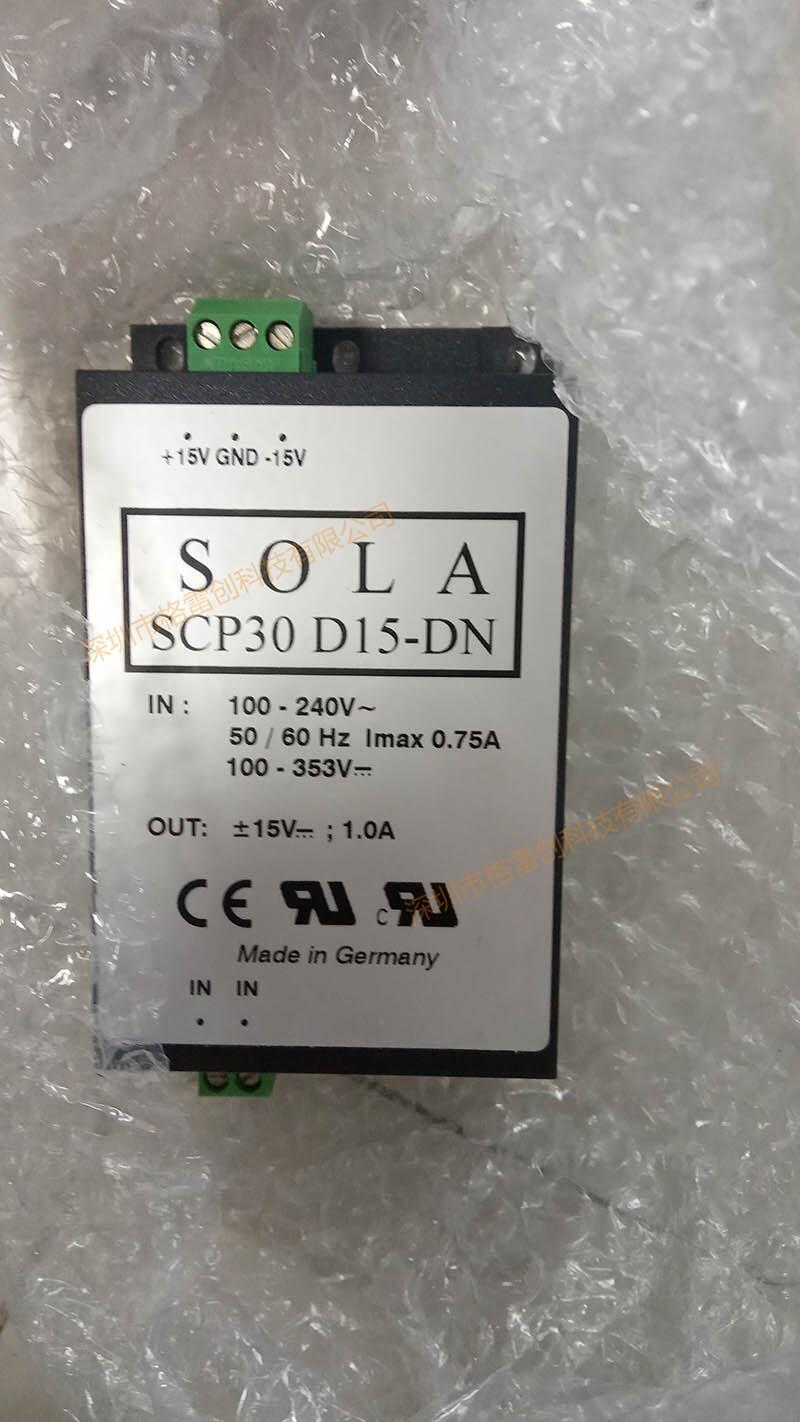 +15V GND -15V
SOLA
SCP30 D15-DN
IN : 100 - 240V~
50 / 60 Hz Imax 0.75A
100 - 353V⎓
OUT: ±15V⎓ ; 1.0A
CE RU cRU
Made in Germany
IN IN
深圳市格雷创科技有限公司
深圳市格雷创科技有限公司